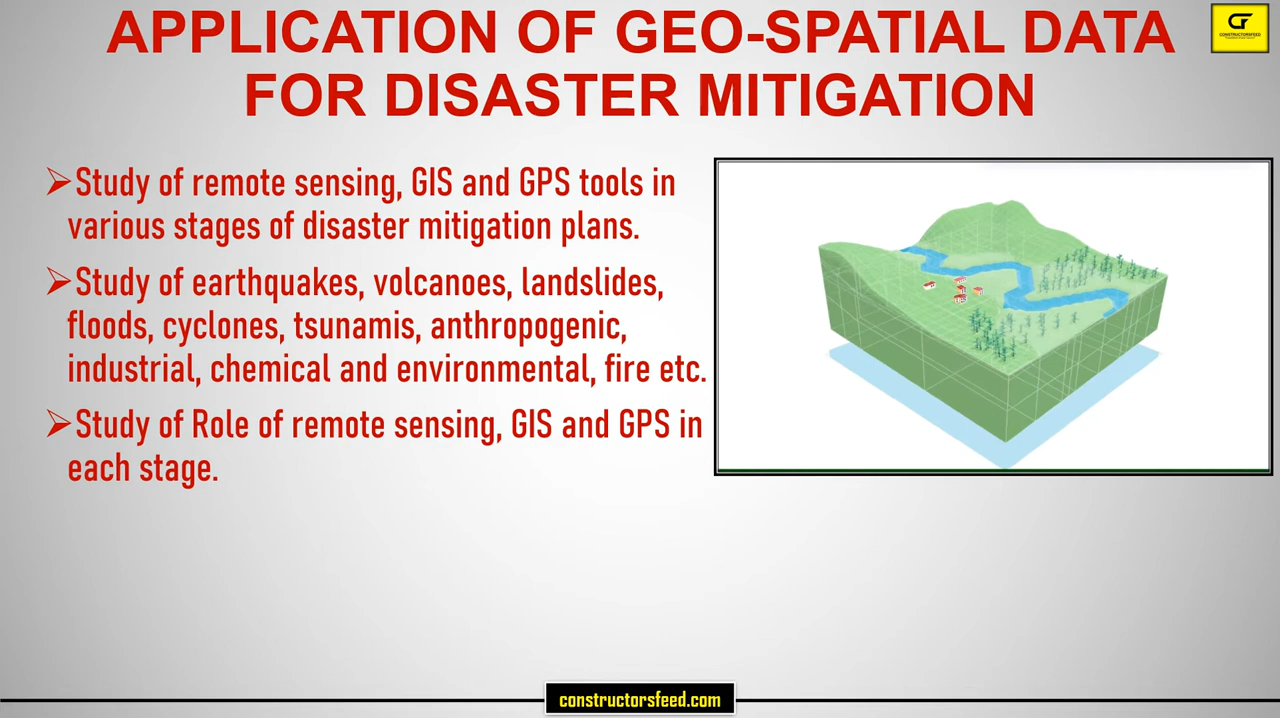 APPLICATION OF GEO-SPATIAL DATA
FOR DISASTER MITIGATION
CF
CONSTRUCTORSFEED
➢Study of remote sensing, GIS and GPS tools in
various stages of disaster mitigation plans.
➢Study of earthquakes, volcanoes, landslides,
floods, cyclones, tsunamis, anthropogenic,
industrial, chemical and environmental, fire etc.
➢Study of Role of remote sensing, GIS and GPS in
each stage.
constructorsfeed.com